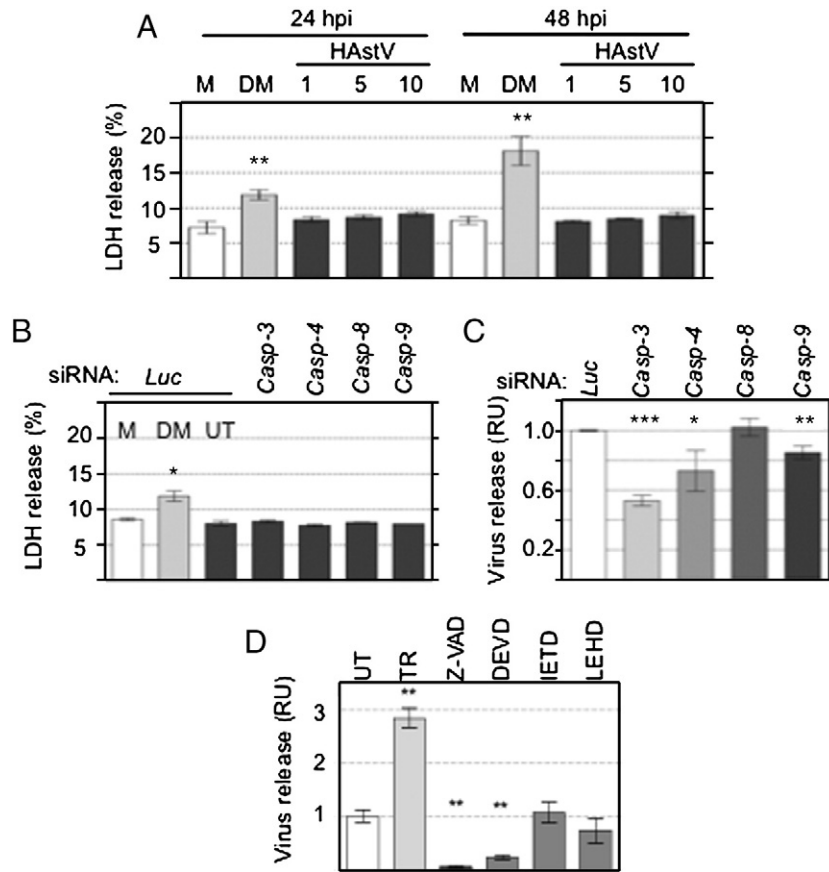 A
24 hpi
48 hpi
HAstV
HAstV
M DM 1 5 10 M DM 1 5 10
LDH release (%)
20
15
10
5
** **
B
siRNA: Luc Casp-3 Casp-4 Casp-8 Casp-9
LDH release (%)
20
15
10
5
M DM UT
*
C
siRNA: Luc Casp-3 Casp-4 Casp-8 Casp-9
Virus release (RU)
1.0
0.6
0.2
*** * **
D
UT TR Z-VAD DEVD IETD LEHD
Virus release (RU)
3
2
1
** ** **